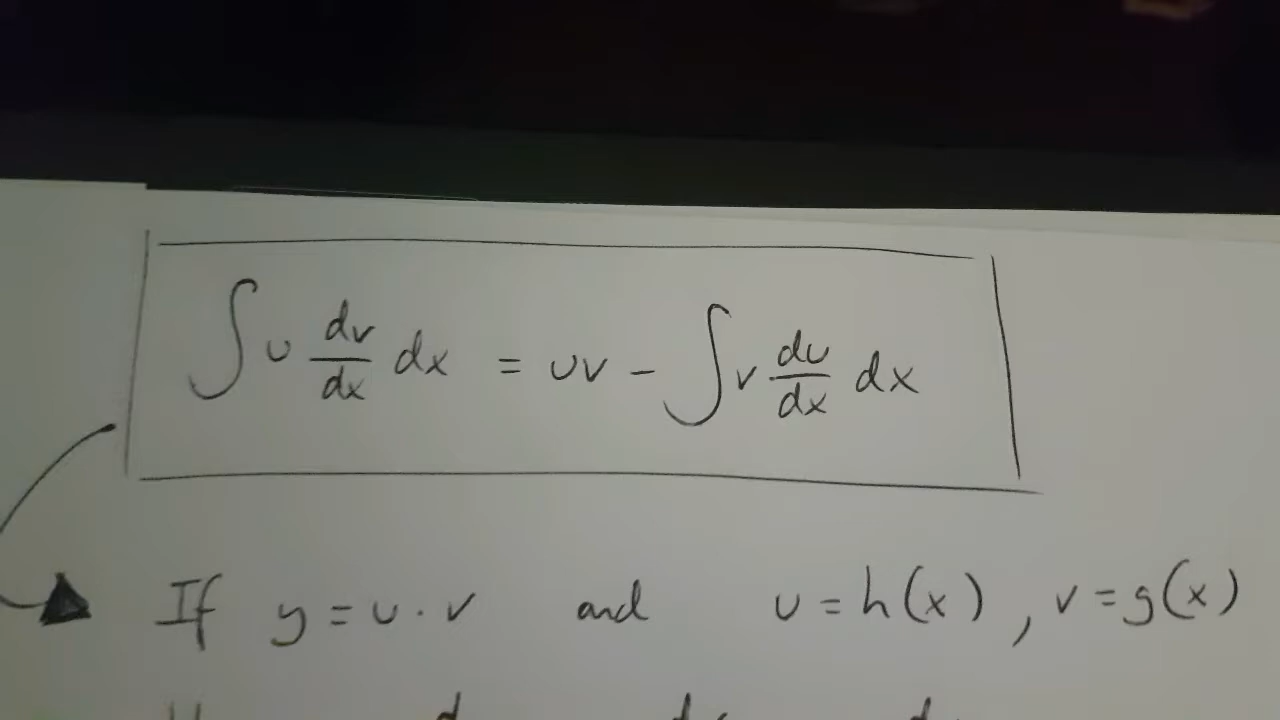 ∫ u dv/dx dx = uv - ∫ v du/dx dx
If y = u · v and u = h(x), v = g(x)